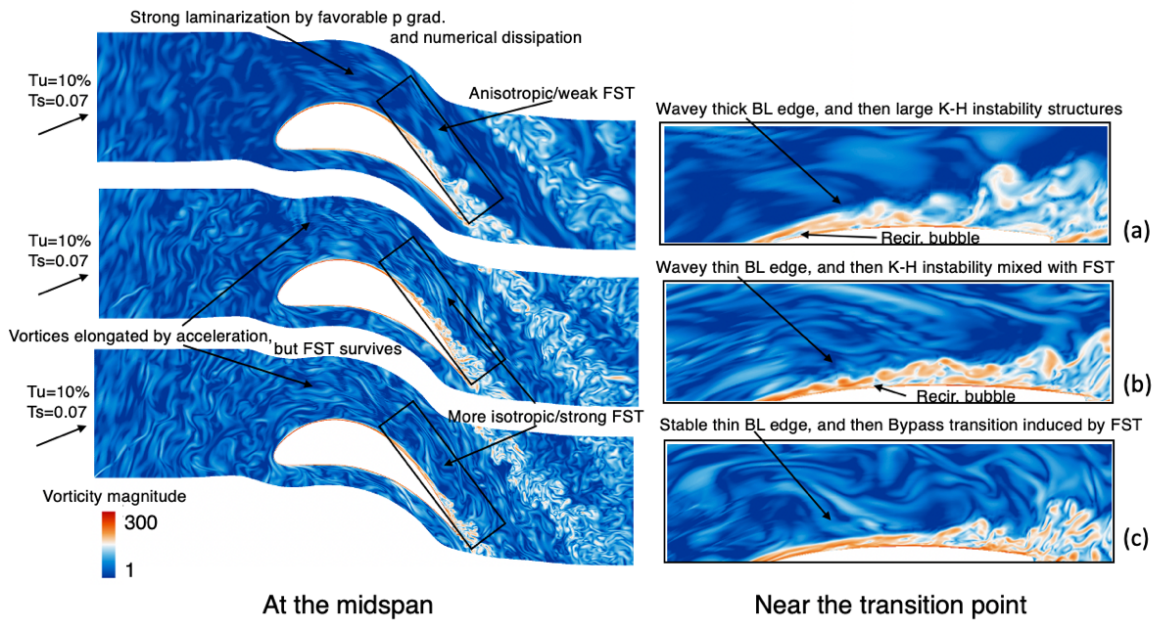 Strong laminarization by favorable p grad.
and numerical dissipation
Tu=10%
Ts=0.07
Anisotropic/weak FST
Tu=10%
Ts=0.07
Vortices elongated by acceleration,
but FST survives
Tu=10%
Ts=0.07
More isotropic/strong FST
Vorticity magnitude
300
1
At the midspan
Wavey thick BL edge, and then large K-H instability structures
Recir. bubble
(a)
Wavey thin BL edge, and then K-H instability mixed with FST
Recir. bubble
(b)
Stable thin BL edge, and then Bypass transition induced by FST
(c)
Near the transition point